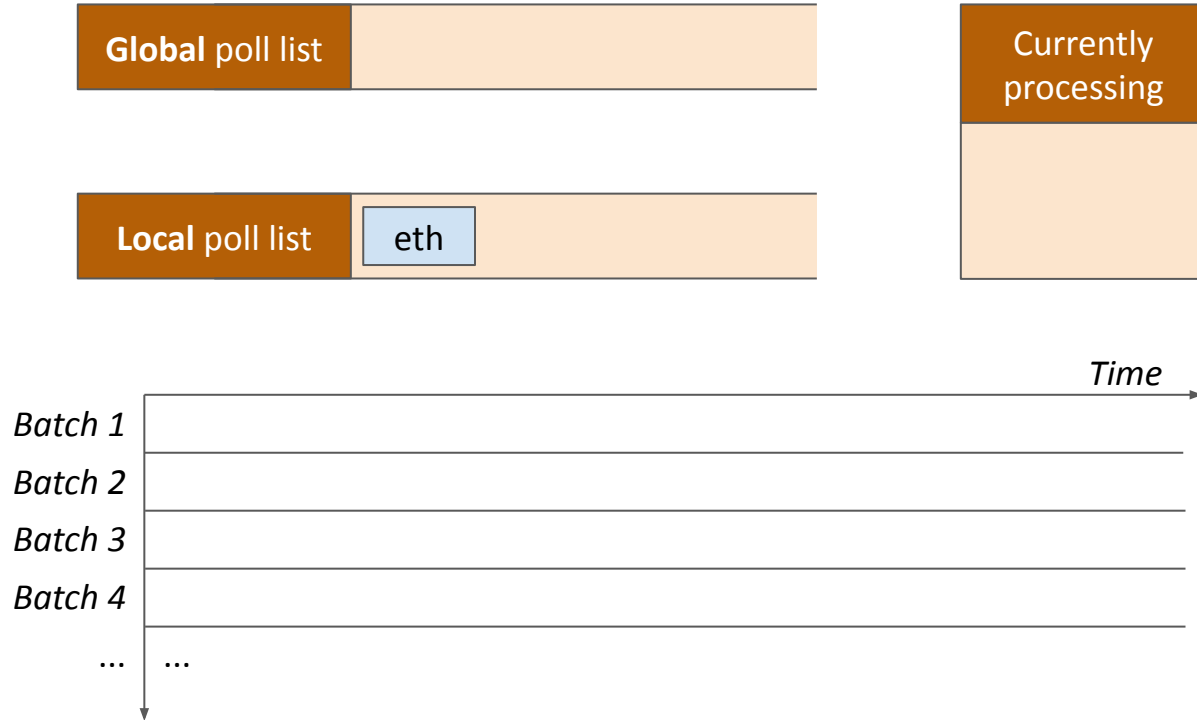 Global poll list
Currently
processing
Local poll list
eth
Time
Batch 1
Batch 2
Batch 3
Batch 4
... ...